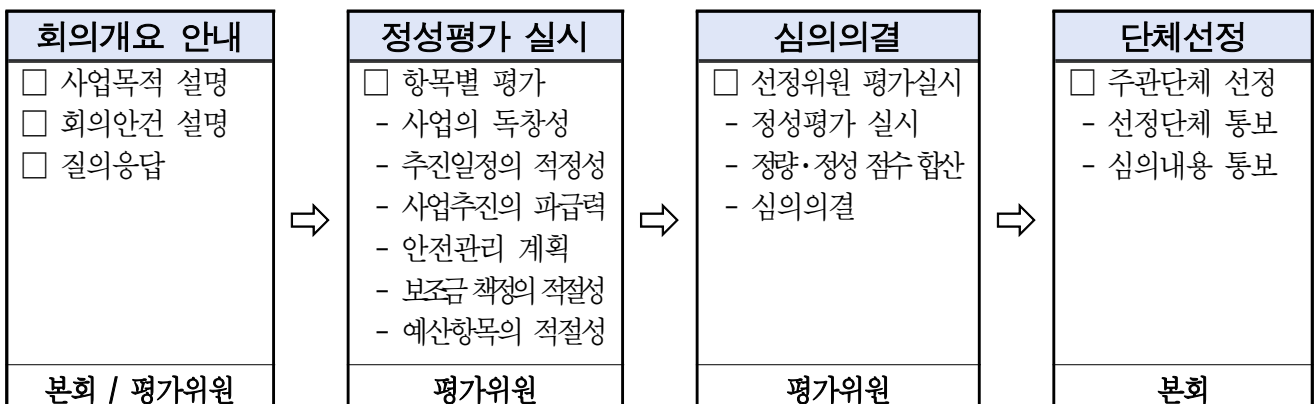 회의개요 안내
□ 사업목적 설명
□ 회의안건 설명
□ 질의응답
본회 / 평가위원
⇨
정성평가 실시
□ 항목별 평가
- 사업의 독창성
- 추진일정의 적정성
- 사업추진의 파급력
- 안전관리 계획
- 보조금 책정의 적절성
- 예산항목의 적절성
평가위원
⇨
심의의결
□ 선정위원 평가실시
- 정성평가 실시
- 정량·정성 점수 합산
- 심의의결
평가위원
⇨
단체선정
□ 주관단체 선정
- 선정단체 통보
- 심의내용 통보
본회